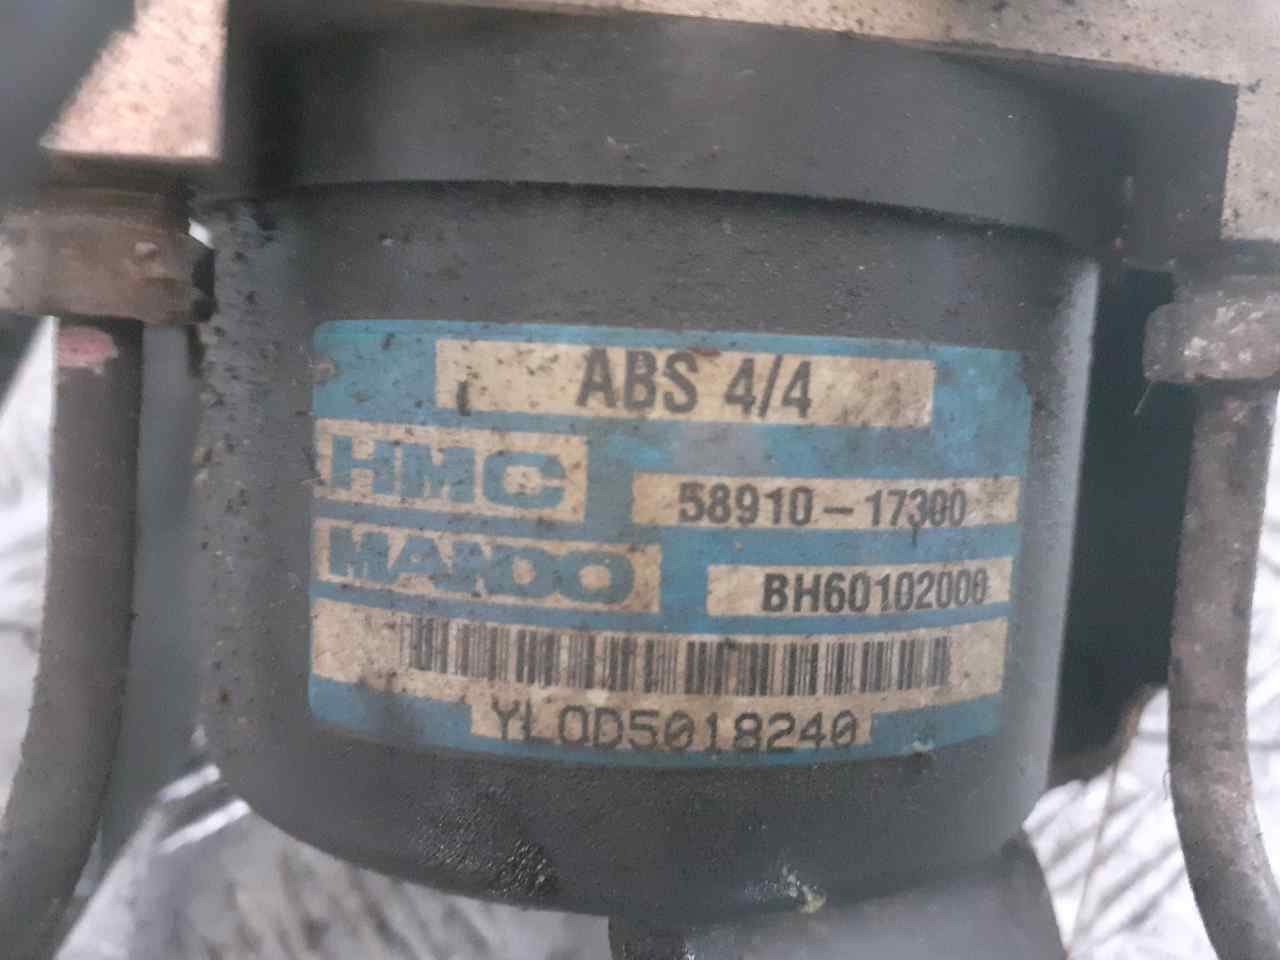 ABS 4/4
HMC
58910-17300
MANDO
BH60102000
YLOD5018240